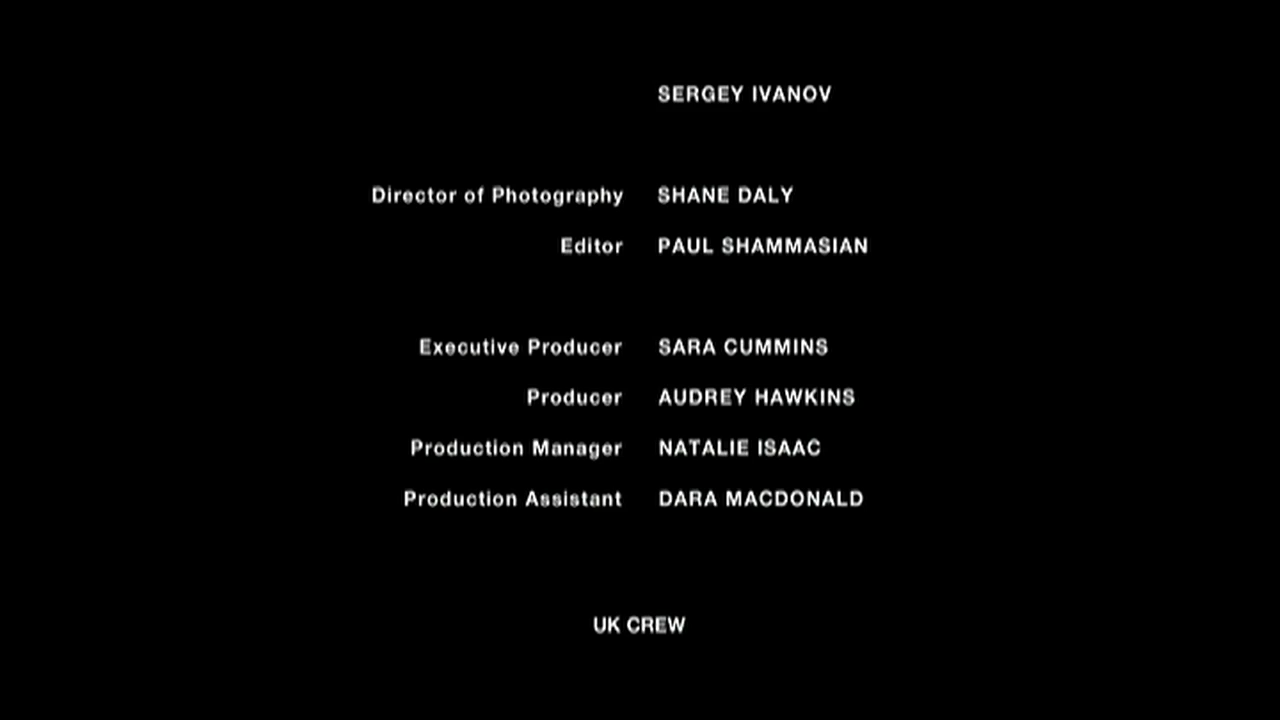 SERGEY IVANOV
Director of Photography SHANE DALY
Editor PAUL SHAMMASIAN
Executive Producer SARA CUMMINS
Producer AUDREY HAWKINS
Production Manager NATALIE ISAAC
Production Assistant DARA MACDONALD
UK CREW